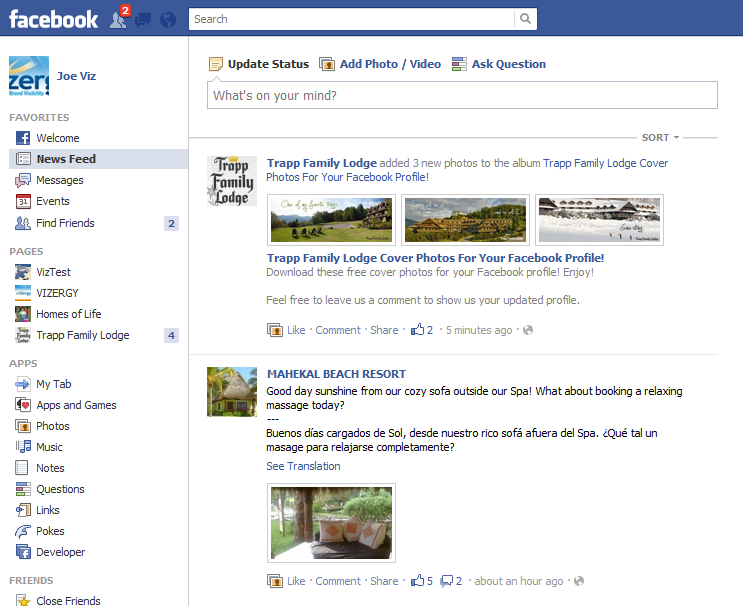 facebook
2
Search
zerg
Brand Visibility
Joe Viz
FAVORITES
Welcome
News Feed
Messages
31
Events
Find Friends 2
PAGES
VizTest
VIZERGY
Homes of Life
Trapp Family Lodge 4
APPS
My Tab
Apps and Games
Photos
Music
Notes
Questions
Links
Pokes
Developer
FRIENDS
Close Friends
Update Status Add Photo / Video Ask Question
What's on your mind?
SORT
Trapp
Family
Lodge
Trapp Family Lodge added 3 new photos to the album Trapp Family Lodge Cover
Photos For Your Facebook Profile!
Trapp Family Lodge Cover Photos For Your Facebook Profile!
Download these free cover photos for your Facebook profile! Enjoy!
Feel free to leave us a comment to show us your updated profile.
Like · Comment · Share · 2 · 5 minutes ago ·
MAHEKAL BEACH RESORT
Good day sunshine from our cozy sofa outside our Spa! What about booking a relaxing
massage today?
---
Buenos días cargados de Sol, desde nuestro rico sofá afuera del Spa. ¿Qué tal un
masage para relajarse completamente?
See Translation
Like · Comment · Share · 5 2 · about an hour ago ·